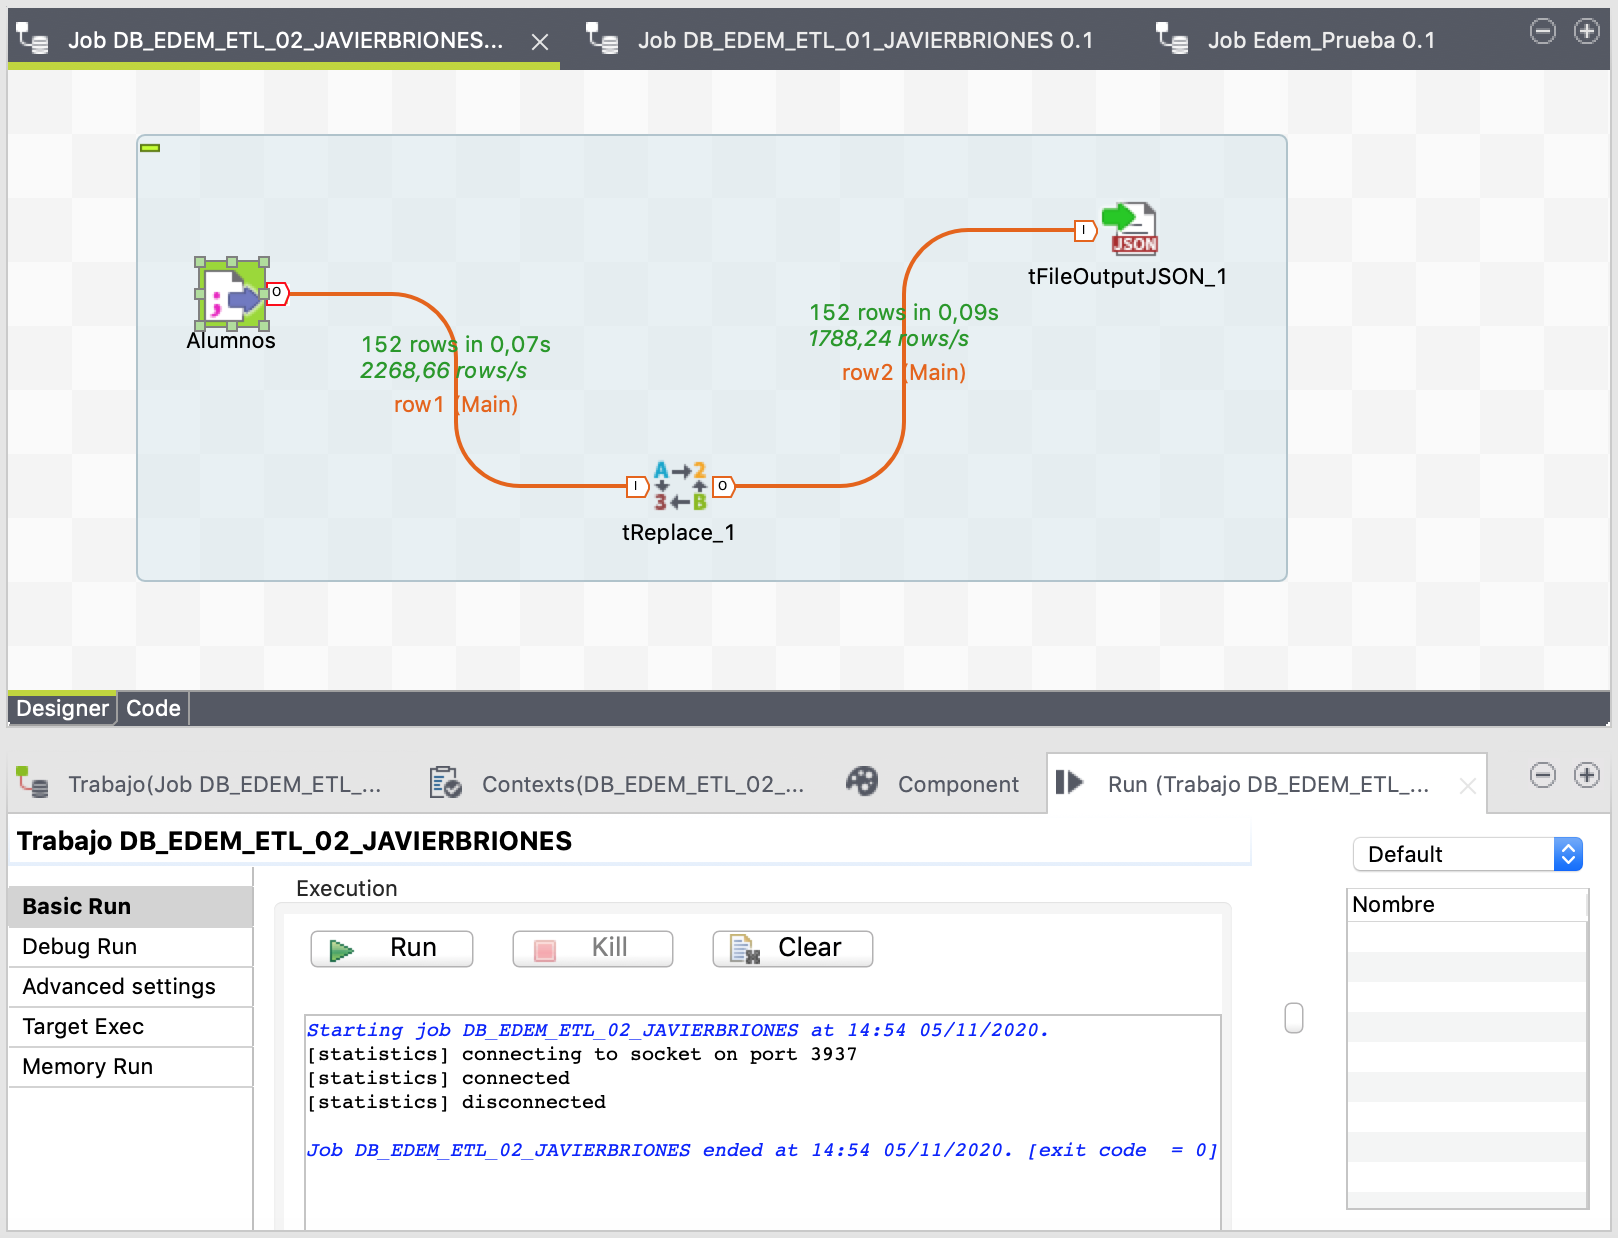 Job DB_EDEM_ETL_02_JAVIERBRIONES...
Job DB_EDEM_ETL_01_JAVIERBRIONES 0.1
Job Edem_Prueba 0.1
JSON
tFileOutputJSON_1
;
O
I
Alumnos
152 rows in 0,07s
2268,66 rows/s
row1 (Main)
152 rows in 0,09s
1788,24 rows/s
row2 (Main)
I
A 2
3 B
O
tReplace_1
Designer
Code
Trabajo(Job DB_EDEM_ETL_...
Contexts(DB_EDEM_ETL_02_...
Component
Run (Trabajo DB_EDEM_ETL_...
Trabajo DB_EDEM_ETL_02_JAVIERBRIONES
Default
Nombre
Basic Run
Debug Run
Advanced settings
Target Exec
Memory Run
Execution
Run
Kill
Clear
Starting job DB_EDEM_ETL_02_JAVIERBRIONES at 14:54 05/11/2020.
[statistics] connecting to socket on port 3937
[statistics] connected
[statistics] disconnected
Job DB_EDEM_ETL_02_JAVIERBRIONES ended at 14:54 05/11/2020. [exit code  = 0]